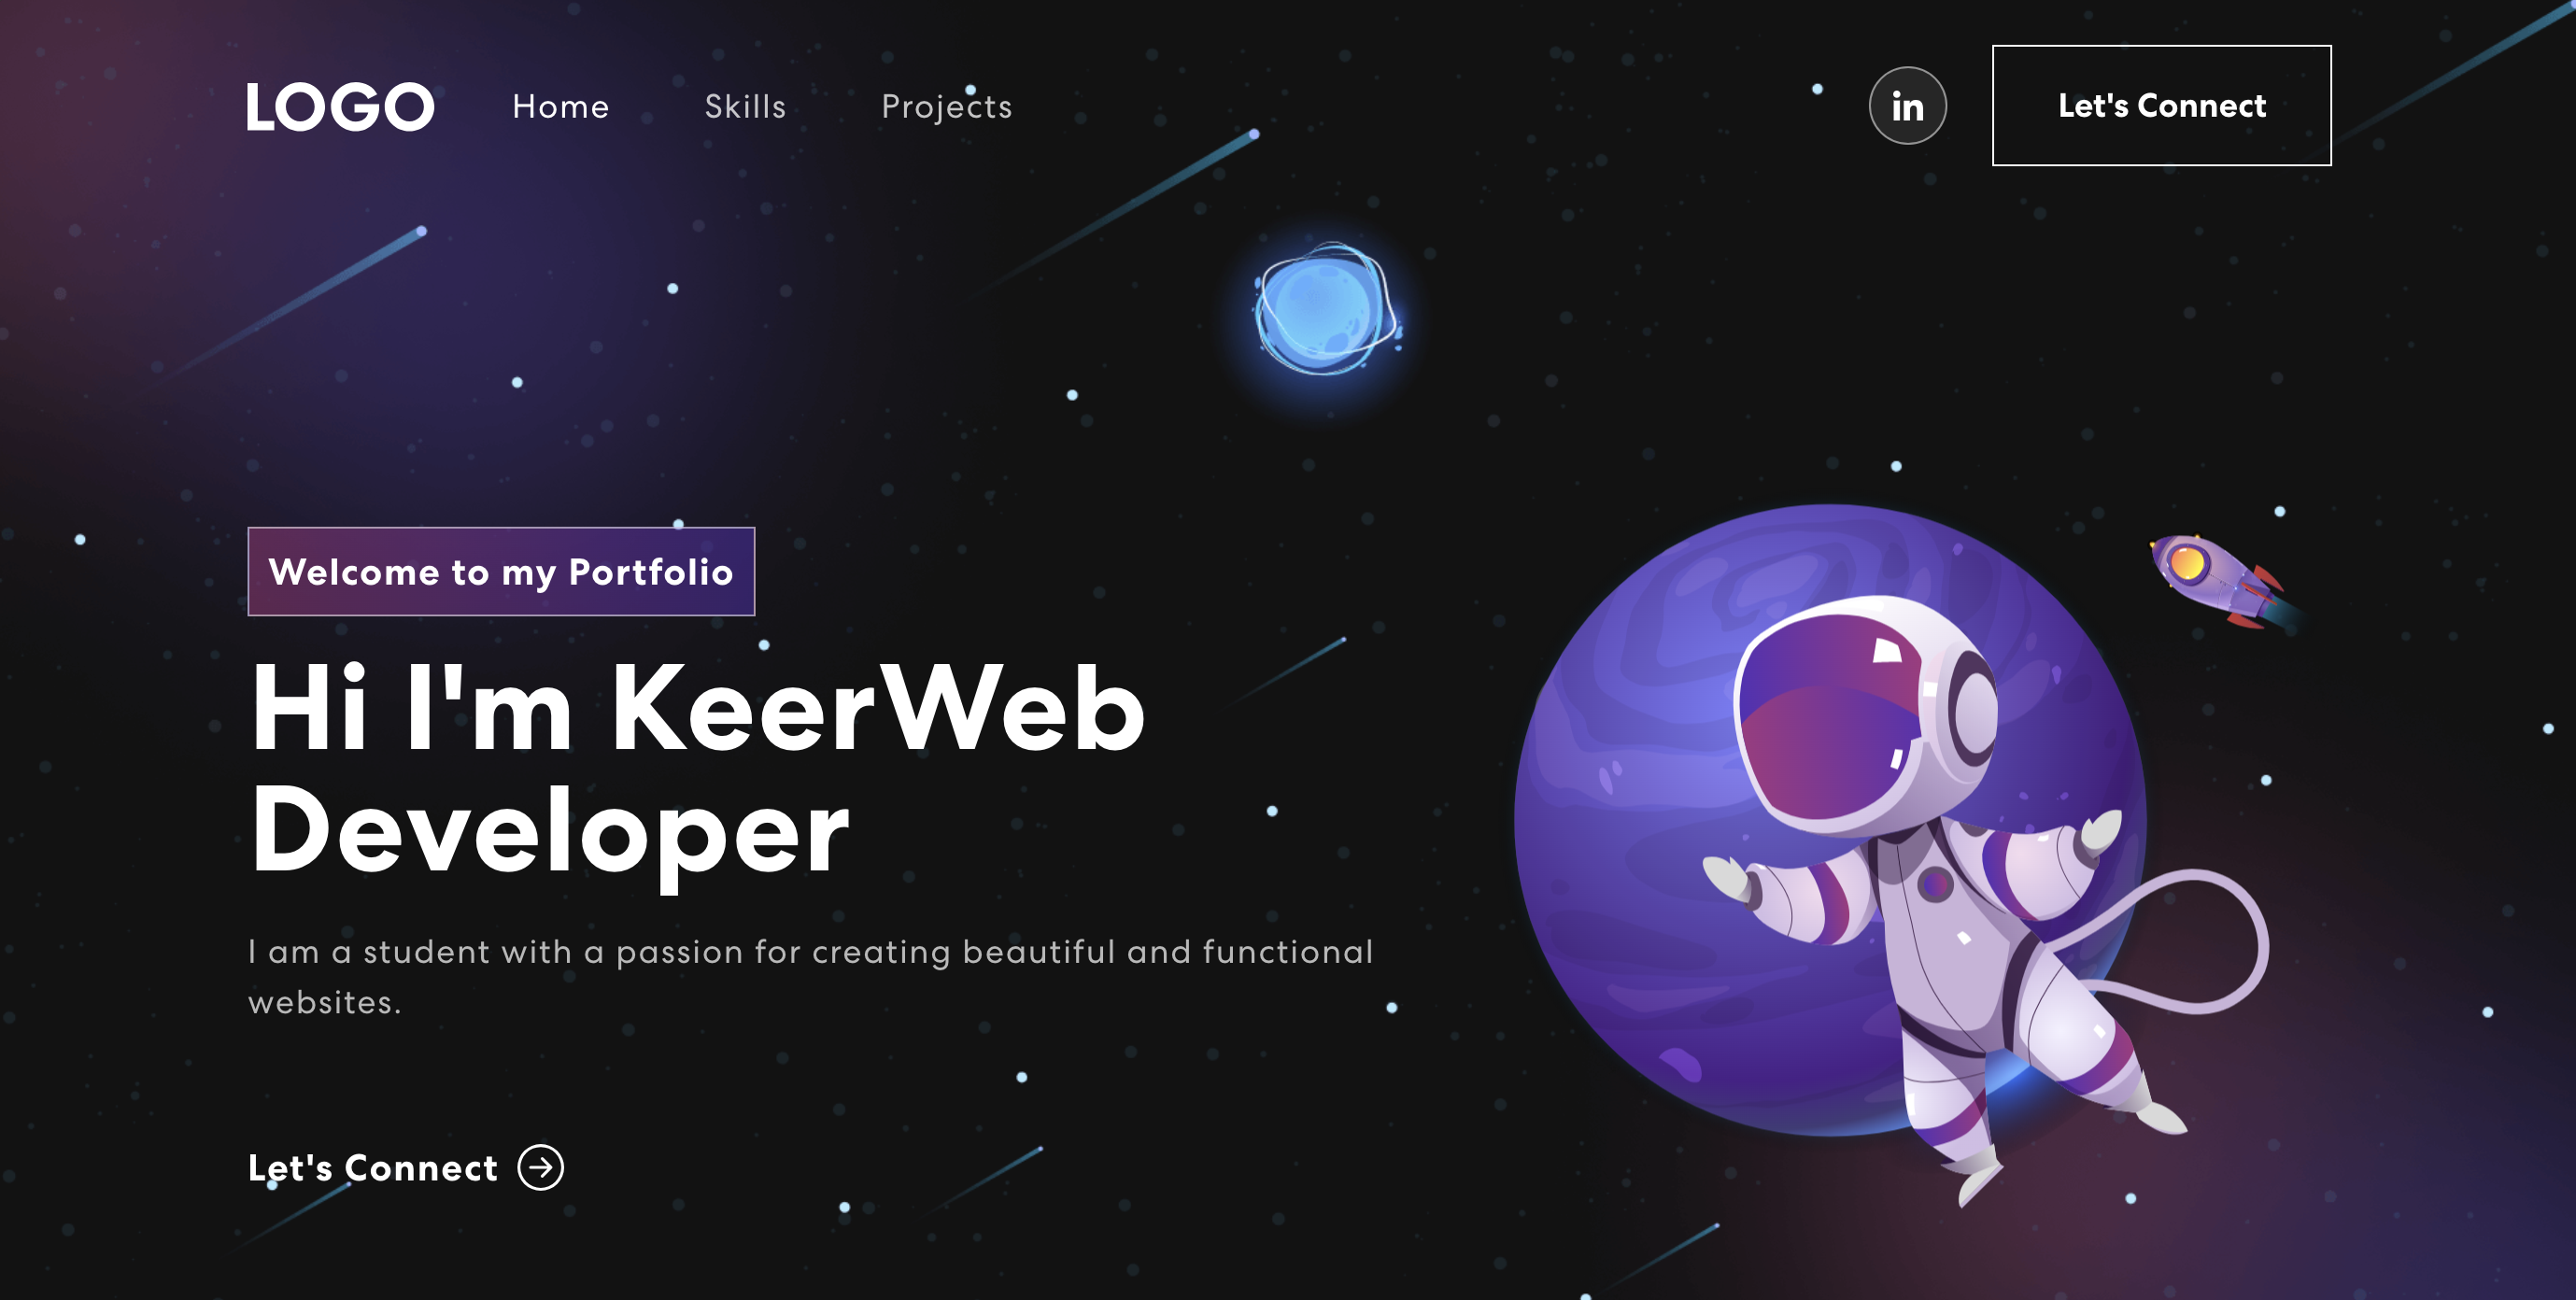 LOGO Home Skills Projects in Let's Connect
Welcome to my Portfolio
Hi I'm KeerWeb
Developer
I am a student with a passion for creating beautiful and functional
websites.
Let's Connect